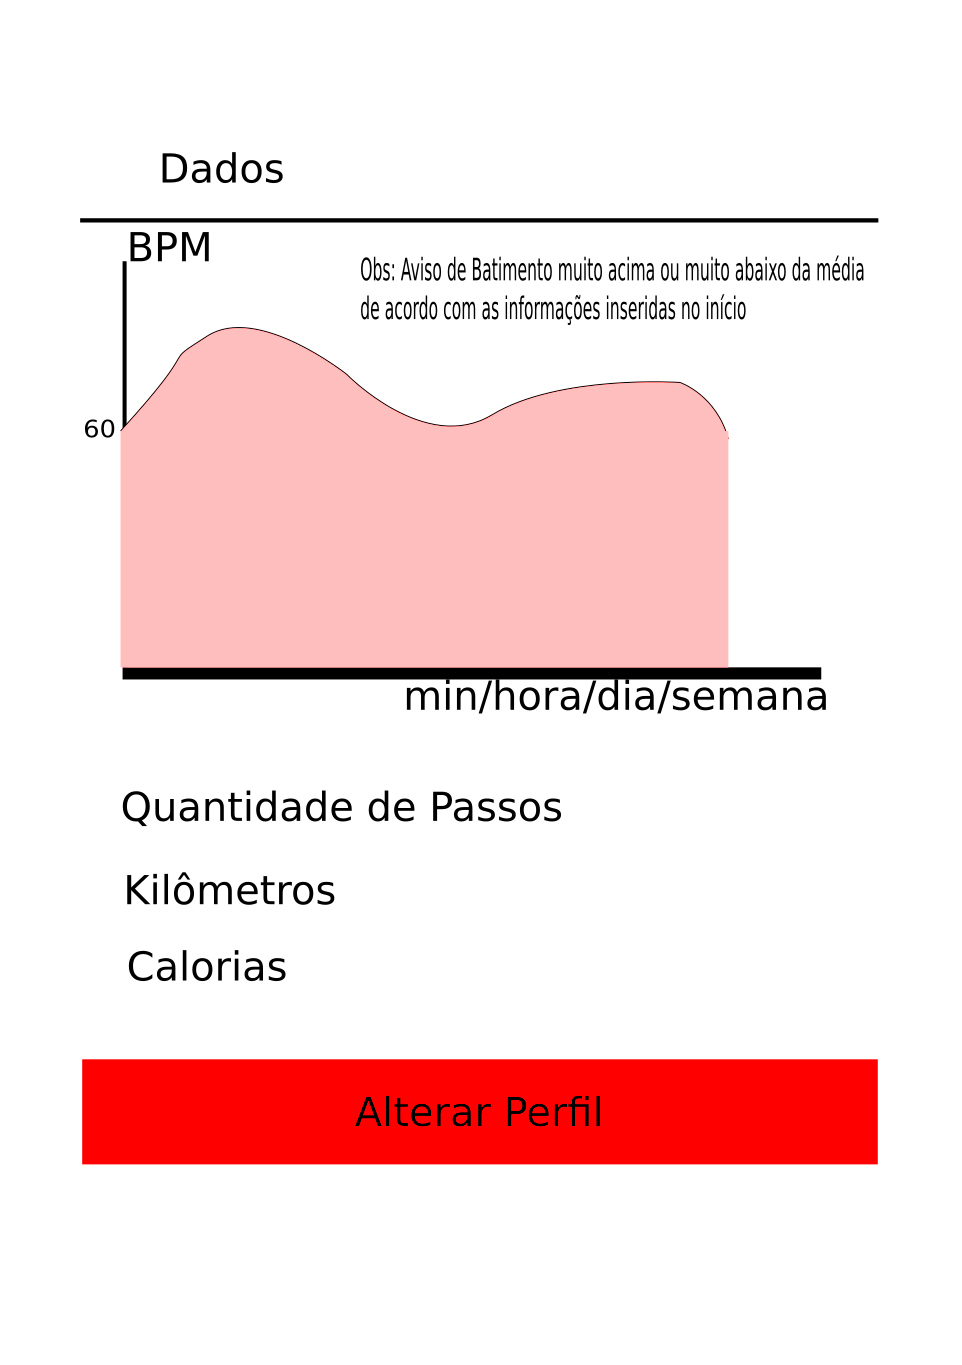 Dados
BPM
Obs: Aviso de Batimento muito acima ou muito abaixo da média
de acordo com as informações inseridas no início
60
min/hora/dia/semana
Quantidade de Passos
Kilômetros
Calorias
Alterar Perfil